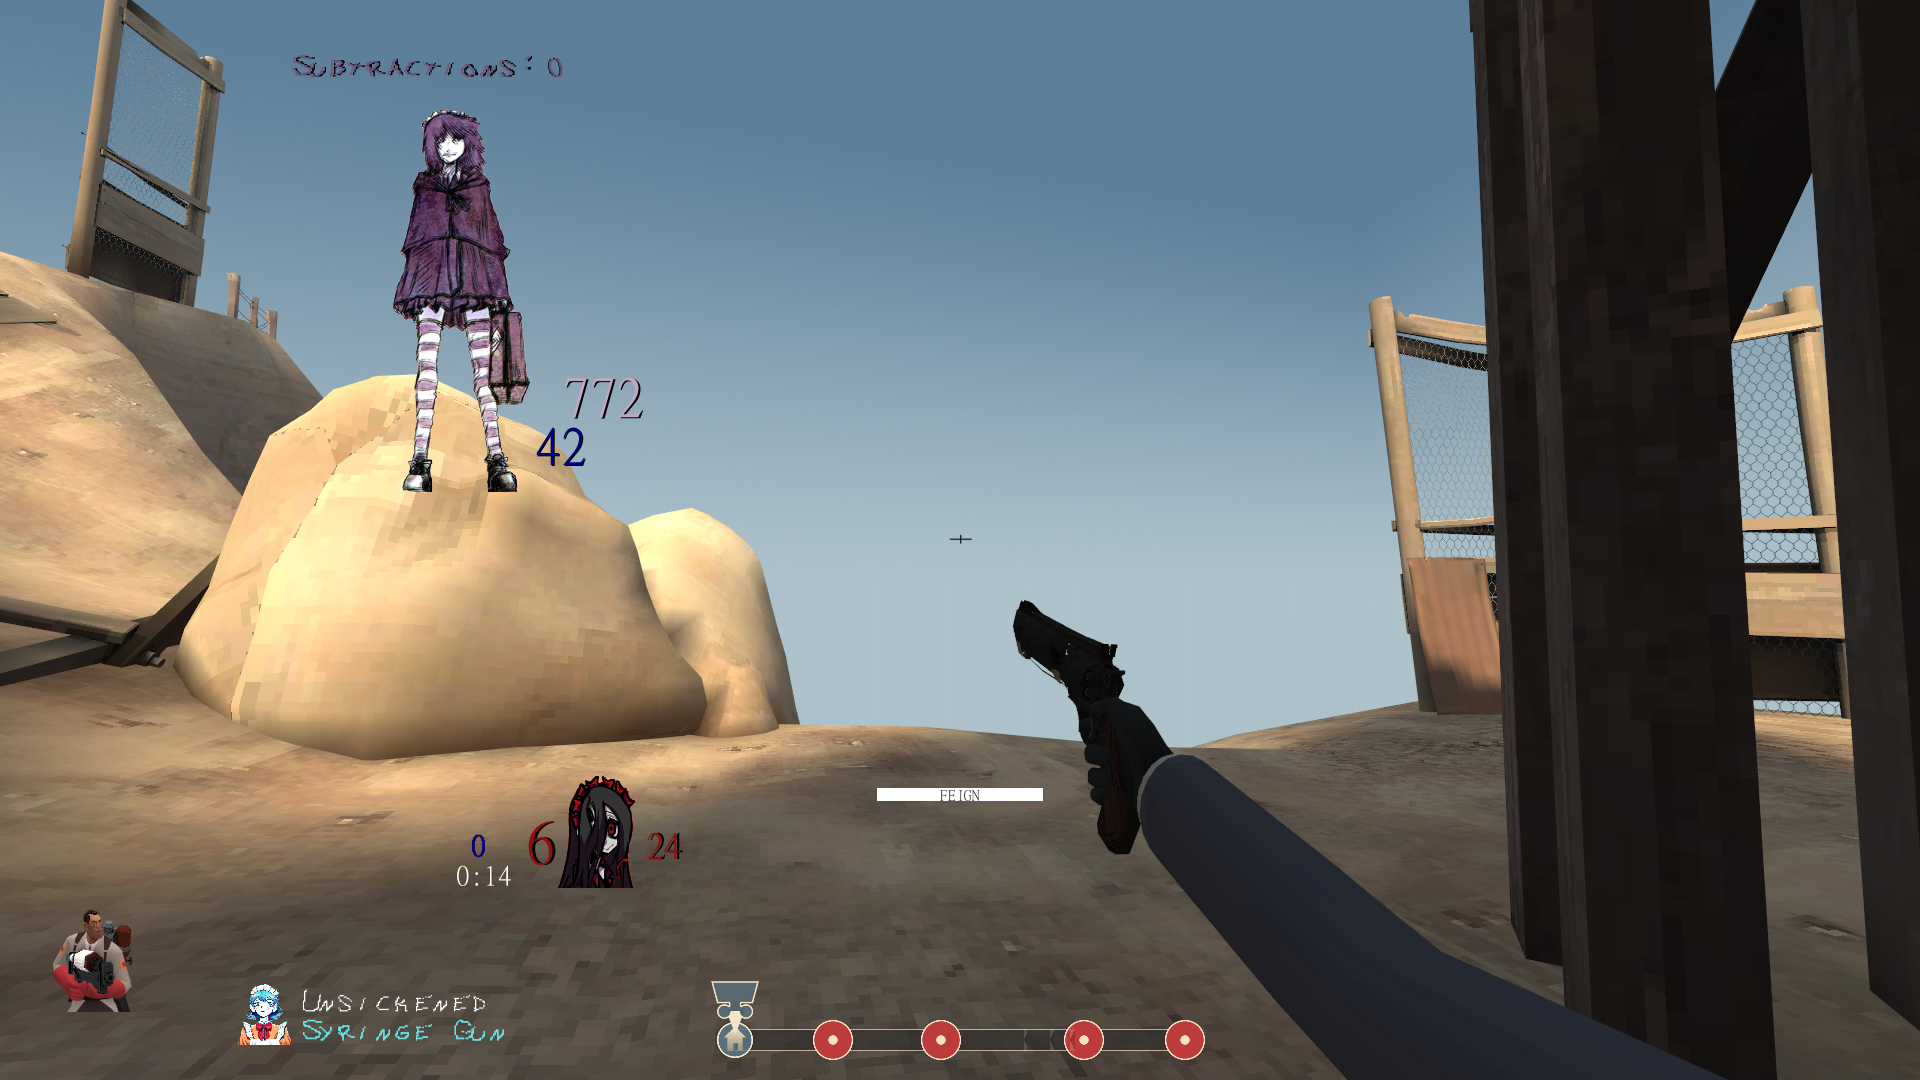 SUBTRACTIONS: 0
772
42
FEIGN
0
6
24
0:14
UNSICKENED
SYRINGE GUN